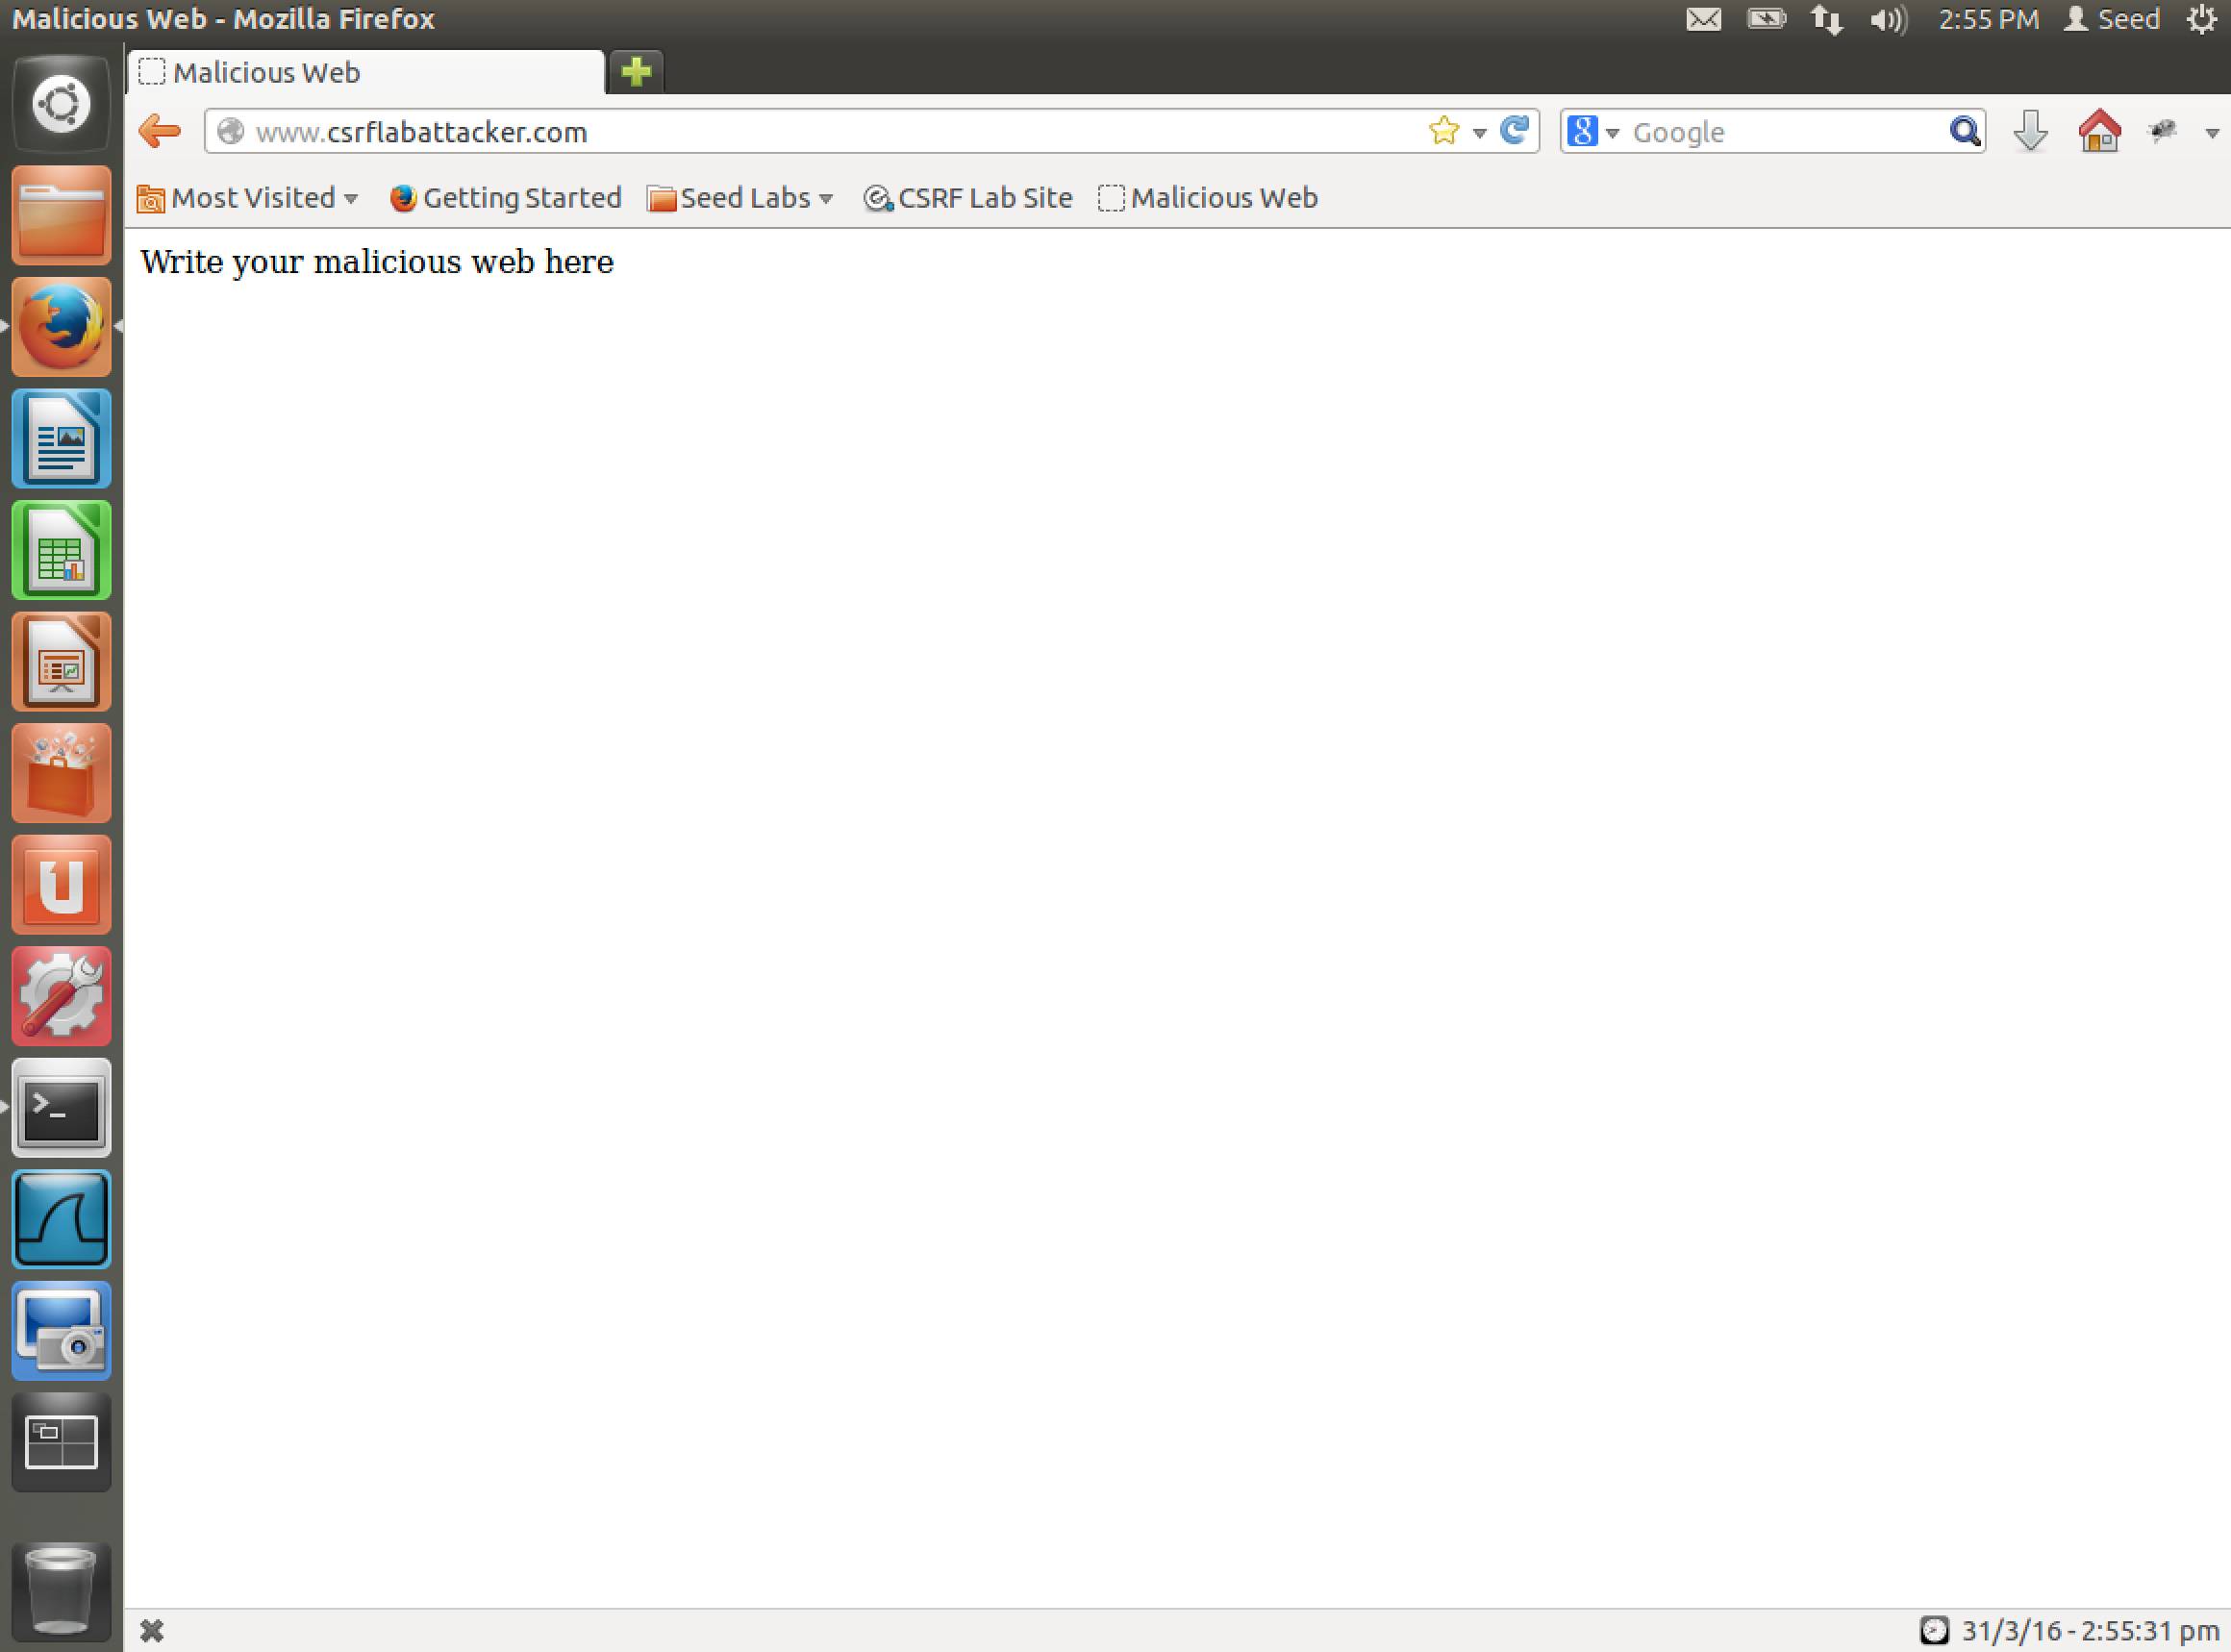 Malicious Web - Mozilla Firefox 2:55 PM Seed
Malicious Web
www.csrflabattacker.com 8 Google
Most Visited Getting Started Seed Labs CSRF Lab Site Malicious Web
Write your malicious web here
31/3/16 - 2:55:31 pm